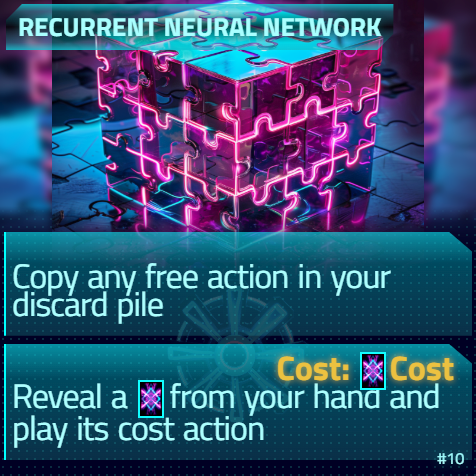 RECURRENT NEURAL NETWORK
Copy any free action in your
discard pile
Cost: Cost
Reveal a from your hand and
play its cost action
#10